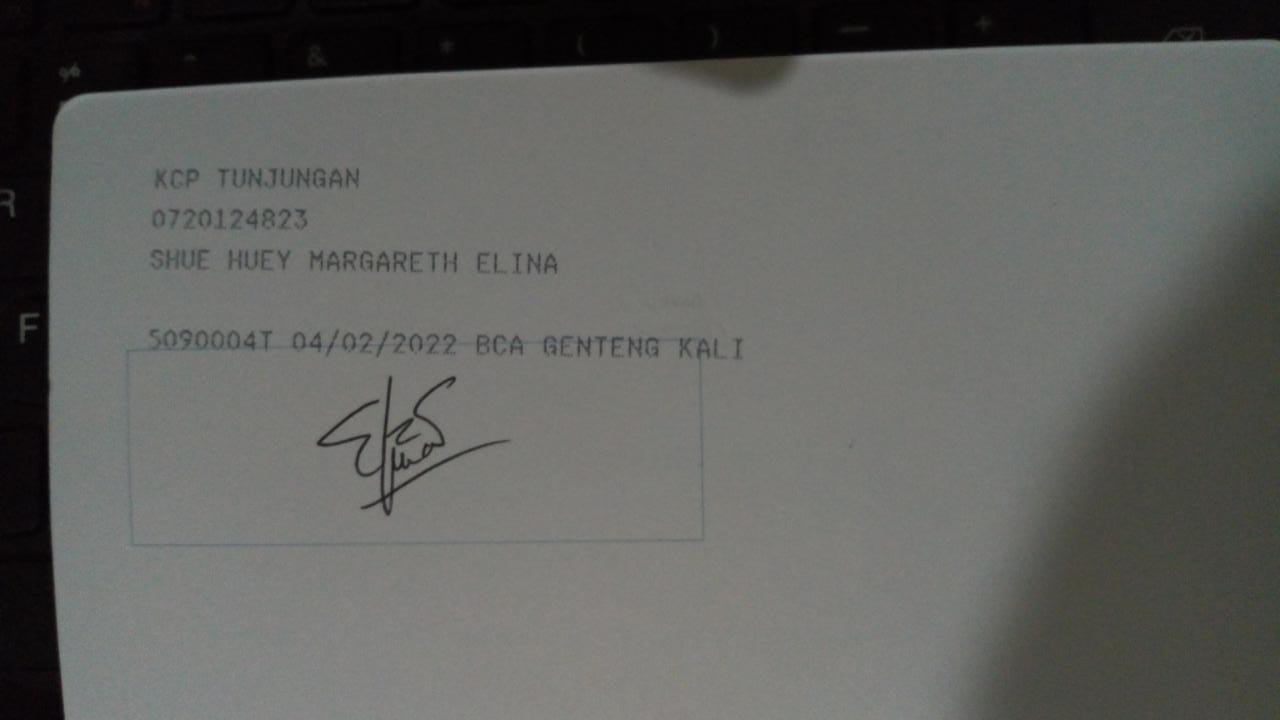 % ^ & * ( ) — +
R
KCP TUNJUNGAN
0720124823
SHUE HUEY MARGARETH ELINA
F
5090004T 04/02/2022 BCA GENTENG KALI